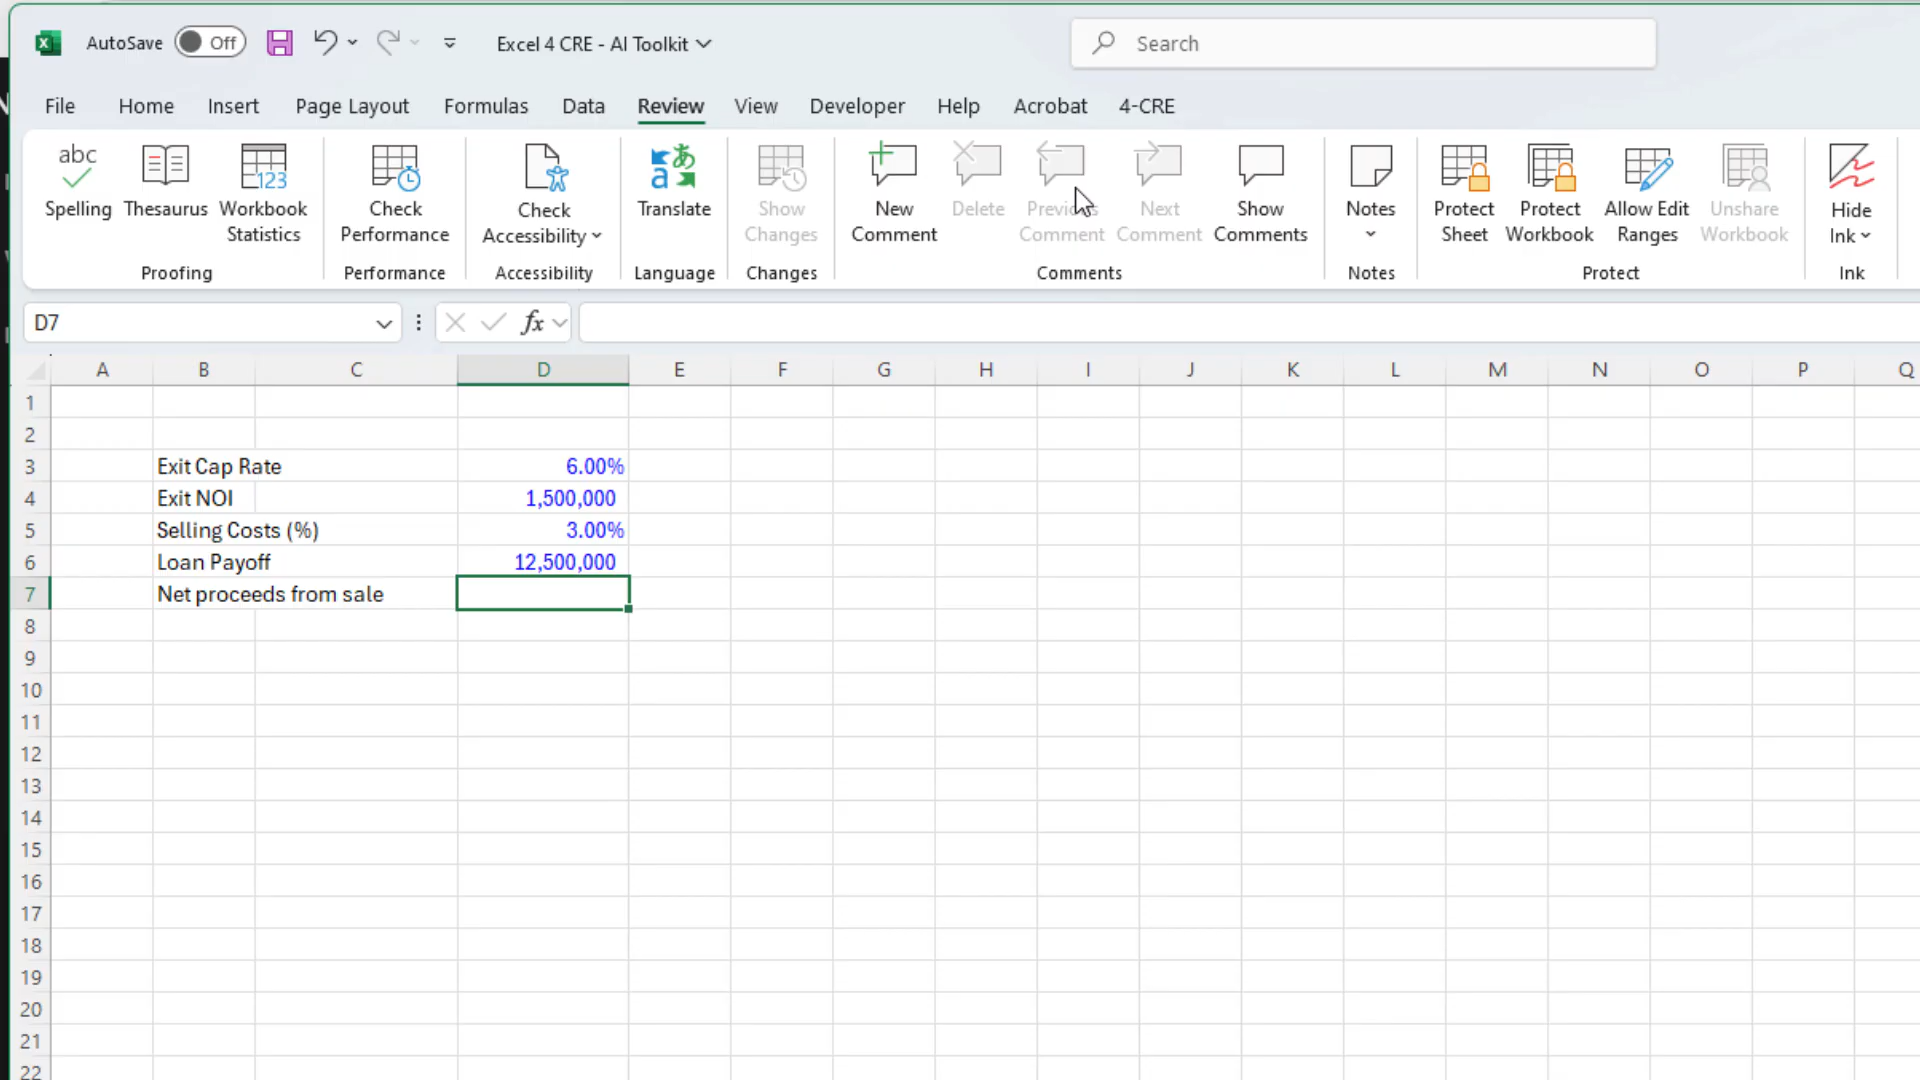 AutoSave Off Excel 4 CRE - AI Toolkit Search
File Home Insert Page Layout Formulas Data Review View Developer Help Acrobat 4-CRE
abc
Spelling Thesaurus Workbook Statistics Check Performance Check Accessibility Translate Show Changes New Comment Delete Previous Comment Next Comment Show Comments Notes Protect Sheet Protect Workbook Allow Edit Ranges Unshare Workbook Hide Ink
Proofing Performance Accessibility Language Changes Comments Notes Protect Ink
D7 fx
A B C D E F G H I J K L M N O P Q
1
2
3 Exit Cap Rate 6.00%
4 Exit NOI 1,500,000
5 Selling Costs (%) 3.00%
6 Loan Payoff 12,500,000
7 Net proceeds from sale
8
9
10
11
12
13
14
15
16
17
18
19
20
21
22